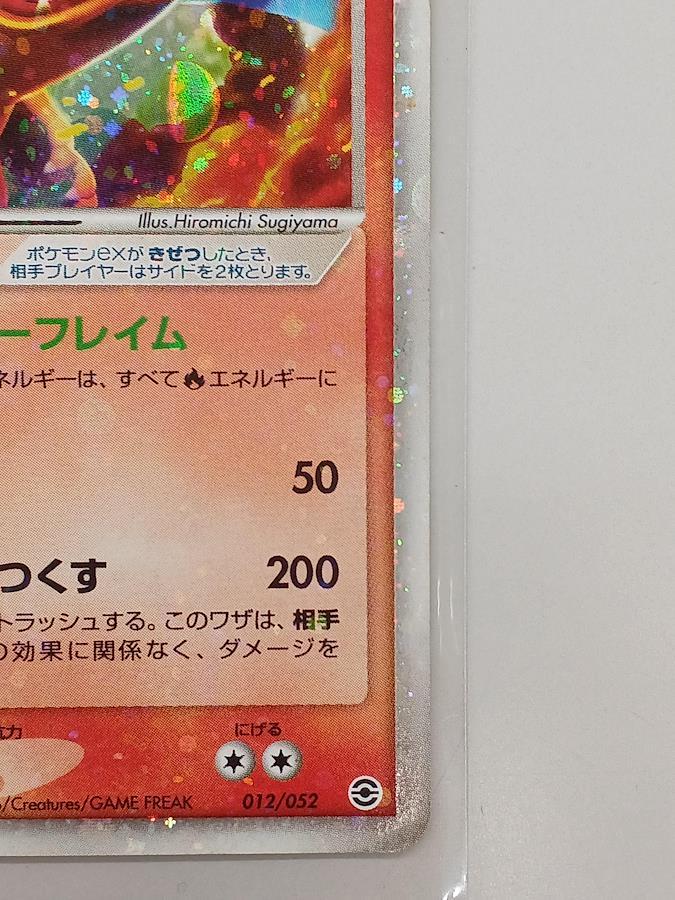 Illus.Hiromichi Sugiyama
ポケモンexが きぜつしたとき、
相手プレイヤーはサイドを2枚とります。
ーフレイム
ネルギーは、すべて エネルギーに
50
つくす 200
トラッシュする。このワザは、相手
の効果に関係なく、ダメージを
抗力 にげる
/Creatures/GAME FREAK 012/052